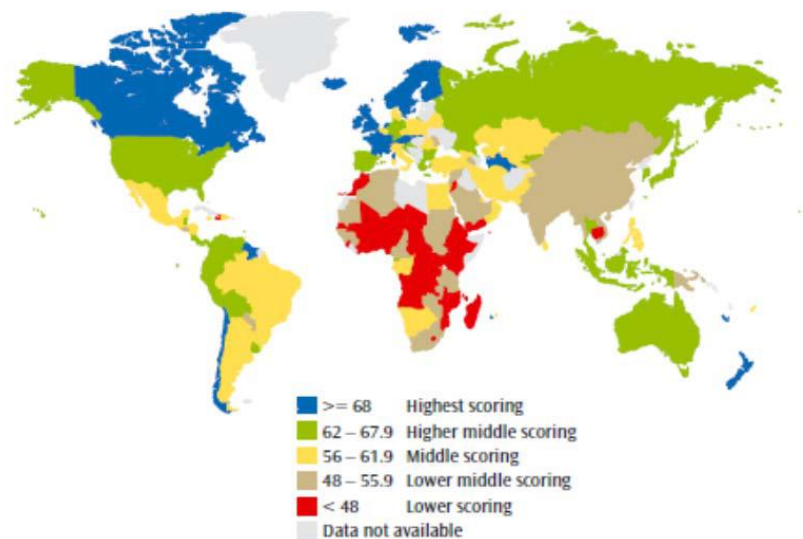 >= 68 Highest scoring
62 – 67.9 Higher middle scoring
56 – 61.9 Middle scoring
48 – 55.9 Lower middle scoring
< 48 Lower scoring
Data not available